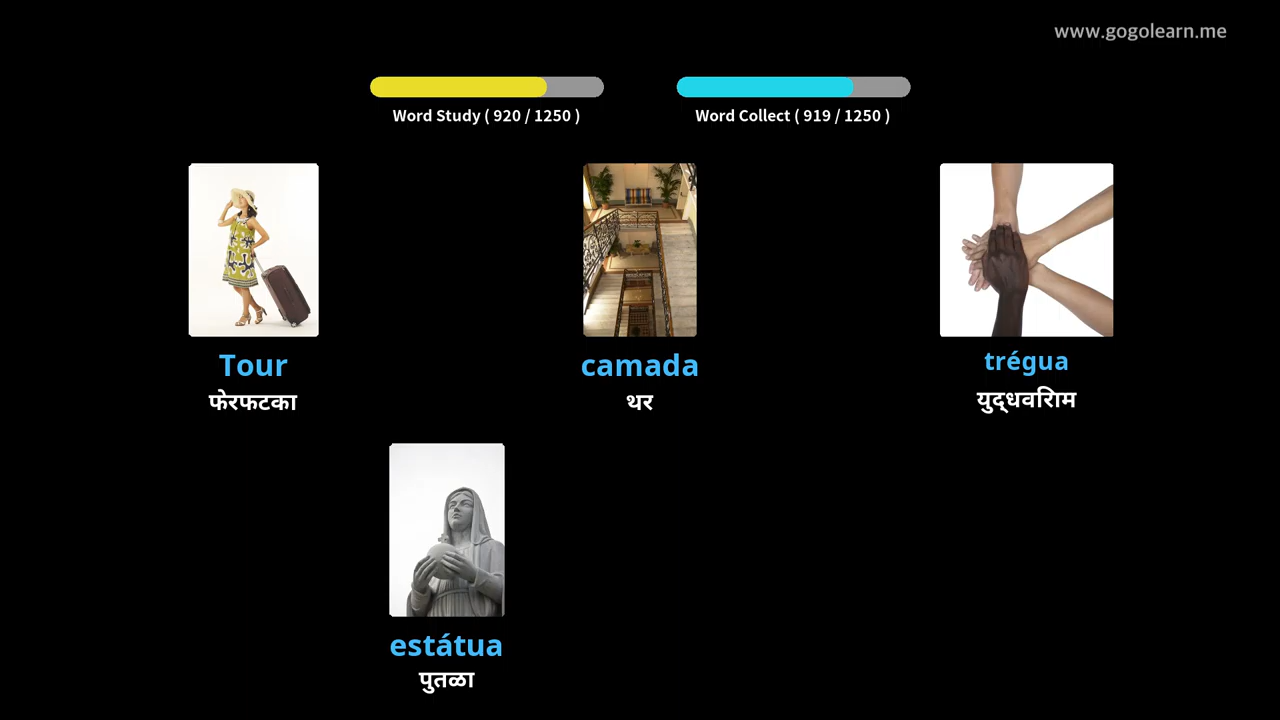 www.gogolearn.me
Word Study ( 920 / 1250 )
Word Collect ( 919 / 1250 )
Tour
फेरफटका
camada
थर
trégua
युद्धविराम
estátua
पुतळा